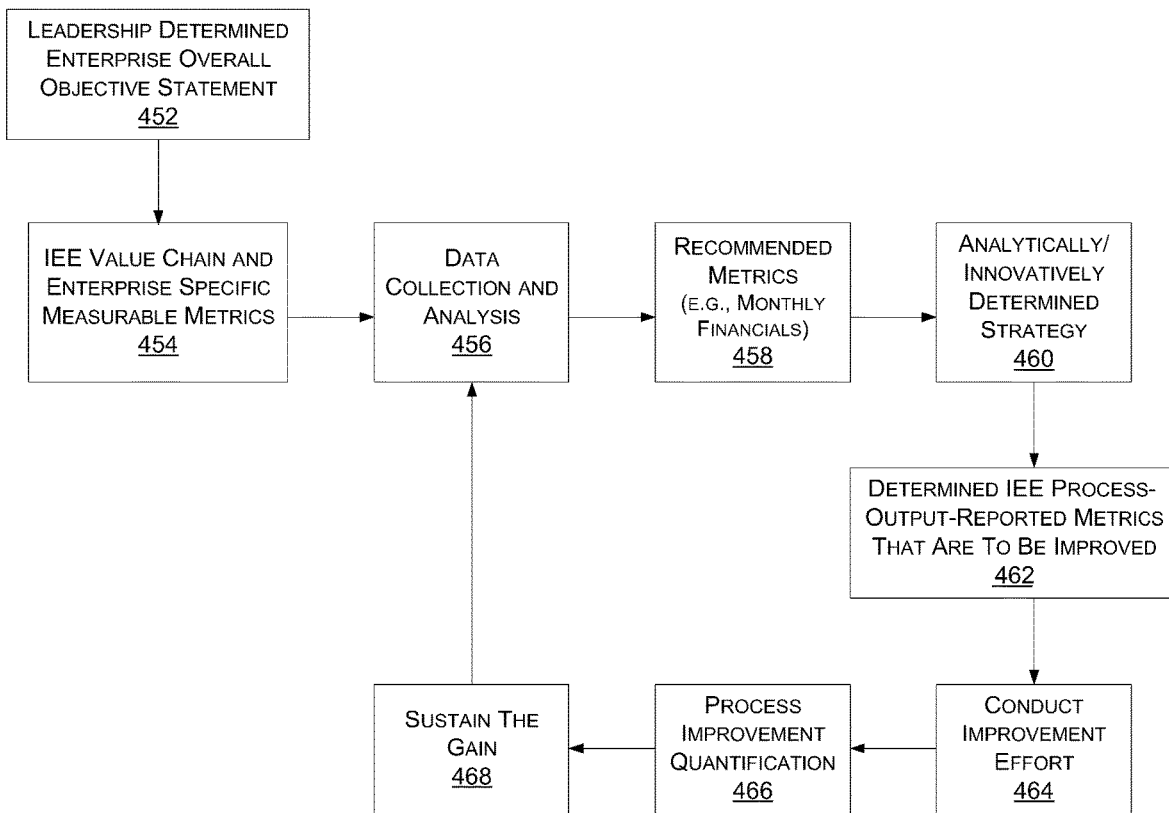 LEADERSHIP DETERMINED
ENTERPRISE OVERALL
OBJECTIVE STATEMENT
452
IEE VALUE CHAIN AND
ENTERPRISE SPECIFIC
MEASURABLE METRICS
454
DATA
COLLECTION AND
ANALYSIS
456
RECOMMENDED
METRICS
(E.G., MONTHLY
FINANCIALS)
458
ANALYTICALLY/
INNOVATIVELY
DETERMINED
STRATEGY
460
DETERMINED IEE PROCESS-
OUTPUT-REPORTED METRICS
THAT ARE TO BE IMPROVED
462
CONDUCT
IMPROVEMENT
EFFORT
464
PROCESS
IMPROVEMENT
QUANTIFICATION
466
SUSTAIN THE
GAIN
468